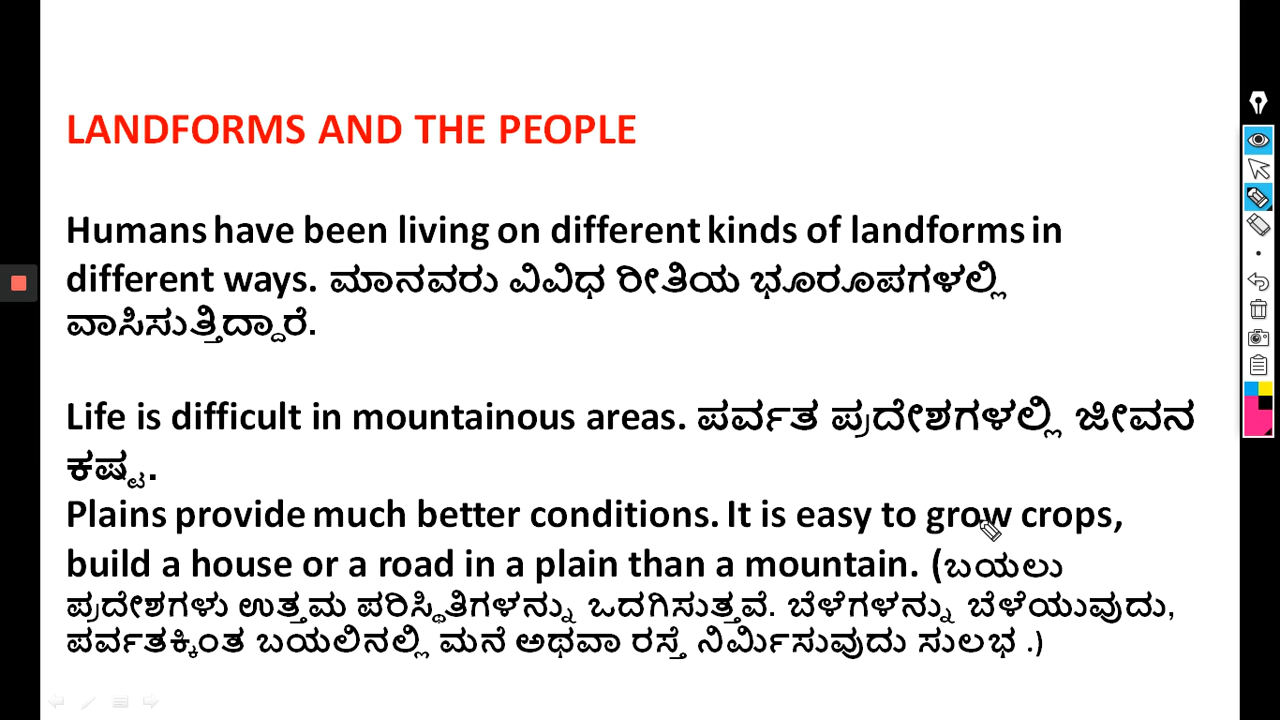 LANDFORMS AND THE PEOPLE
Humans have been living on different kinds of landforms in
different ways. ಮಾನವರು ವಿವಿಧ ರೀತಿಯ ಭೂರೂಪಗಳಲ್ಲಿ
ವಾಸಿಸುತ್ತಿದ್ದಾರೆ.
Life is difficult in mountainous areas. ಪರ್ವತ ಪ್ರದೇಶಗಳಲ್ಲಿ ಜೀವನ
ಕಷ್ಟ.
Plains provide much better conditions. It is easy to grow crops,
build a house or a road in a plain than a mountain. (ಬಯಲು
ಪ್ರದೇಶಗಳು ಉತ್ತಮ ಪರಿಸ್ಥಿತಿಗಳನ್ನು ಒದಗಿಸುತ್ತವೆ. ಬೆಳೆಗಳನ್ನು ಬೆಳೆಯುವುದು,
ಪರ್ವತಕ್ಕಿಂತ ಬಯಲಿನಲ್ಲಿ ಮನೆ ಅಥವಾ ರಸ್ತೆ ನಿರ್ಮಿಸುವುದು ಸುಲಭ .)